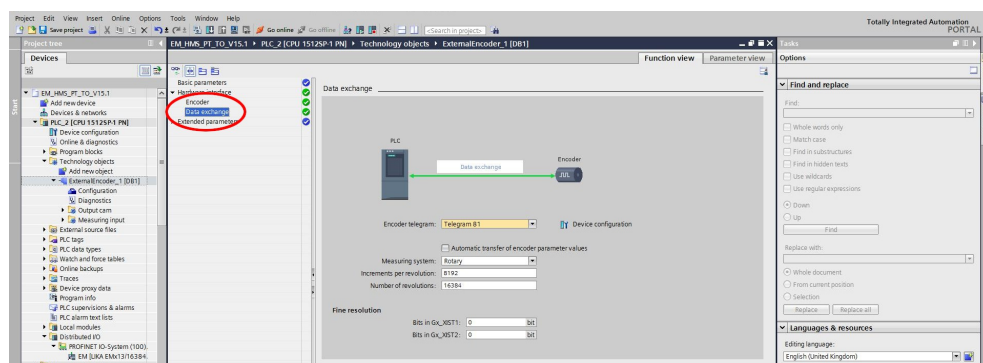 Project Edit View Insert Online Options Tools Window Help
Totally Integrated Automation
PORTAL
Save project Go online Go offline <Search in project>
Project tree
EM_HMS_PT_TO_V15.1 ▸ PLC_2 [CPU 1512SP-1 PN] ▸ Technology objects ▸ ExternalEncoder_1 [DB1]
Tasks
Devices
Function view Parameter view
Options
Start
EM_HMS_PT_TO_V15.1
Add new device
Devices & networks
PLC_2 [CPU 1512SP-1 PN]
Device configuration
Online & diagnostics
Program blocks
Technology objects
Add new object
ExternalEncoder_1 [DB1]
Configuration
Diagnostics
Output cam
Measuring input
External source files
PLC tags
PLC data types
Watch and force tables
Online backups
Traces
Device proxy data
Program info
PLC supervisions & alarms
PLC alarm text lists
Local modules
Distributed I/O
PROFINET IO-System (100)...
EM [LIKA EMx13/16384...
Basic parameters
Hardware interface
Encoder
Data exchange
Extended parameters
Data exchange
PLC
Data exchange
Encoder
Encoder telegram: Telegram 81
Device configuration
Automatic transfer of encoder parameter values
Measuring system: Rotary
Increments per revolution: 8192
Number of revolutions: 16384
Fine resolution
Bits in Gx_XIST1: 0 bit
Bits in Gx_XIST2: 0 bit
Find and replace
Find:
Whole words only
Match case
Find in substructures
Find in hidden texts
Use wildcards
Use regular expressions
Down
Up
Find
Replace with:
Whole document
From current position
Selection
Replace Replace all
Languages & resources
Editing language:
English (United Kingdom)